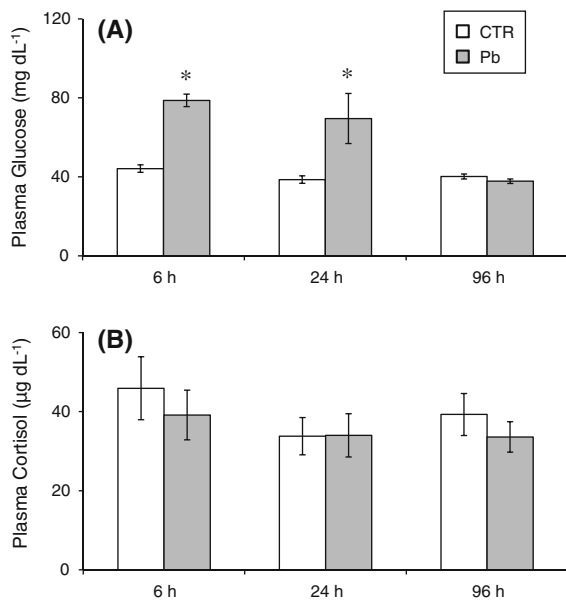 (A)
CTR
Pb
Plasma Glucose (mg dL⁻¹)
120
80
40
0
*
*
6 h
24 h
96 h
(B)
Plasma Cortisol (µg dL⁻¹)
60
40
20
0
6 h
24 h
96 h